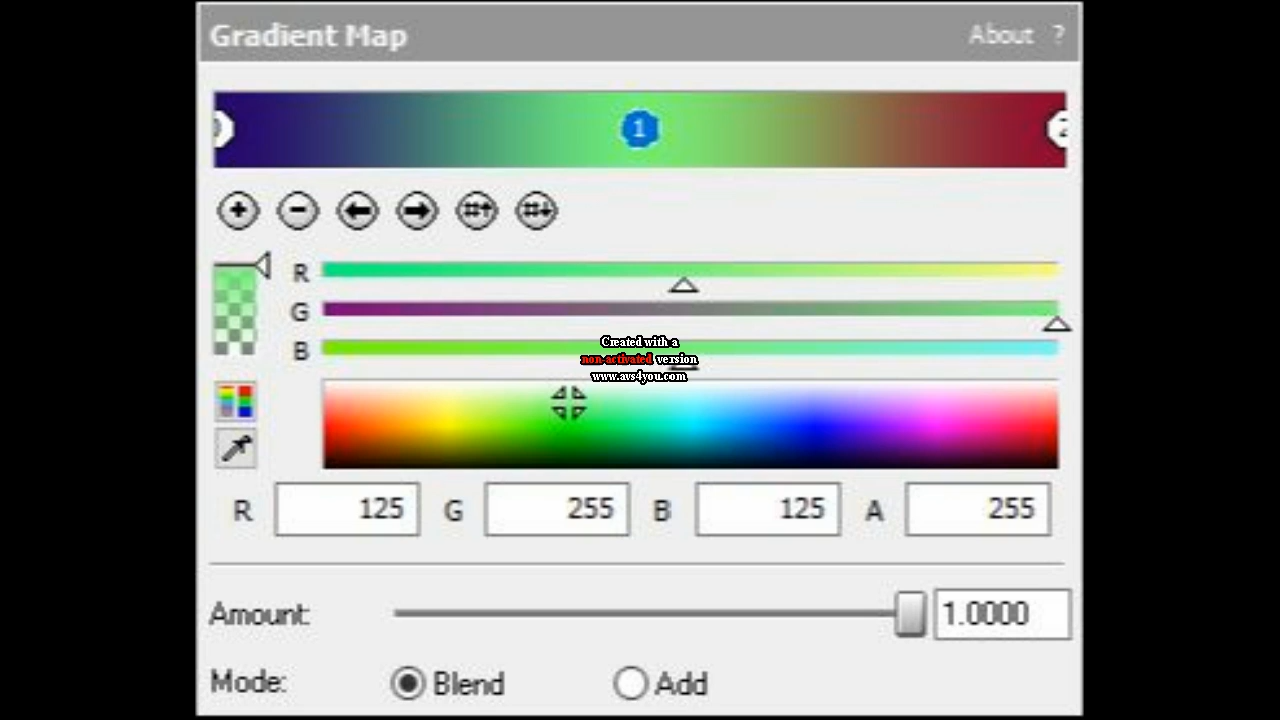 Gradient Map About ?
1 2
R
G
B
Created with a
non-activated version
www.avs4you.com
R 125 G 255 B 125 A 255
Amount: 1.0000
Mode: Blend Add